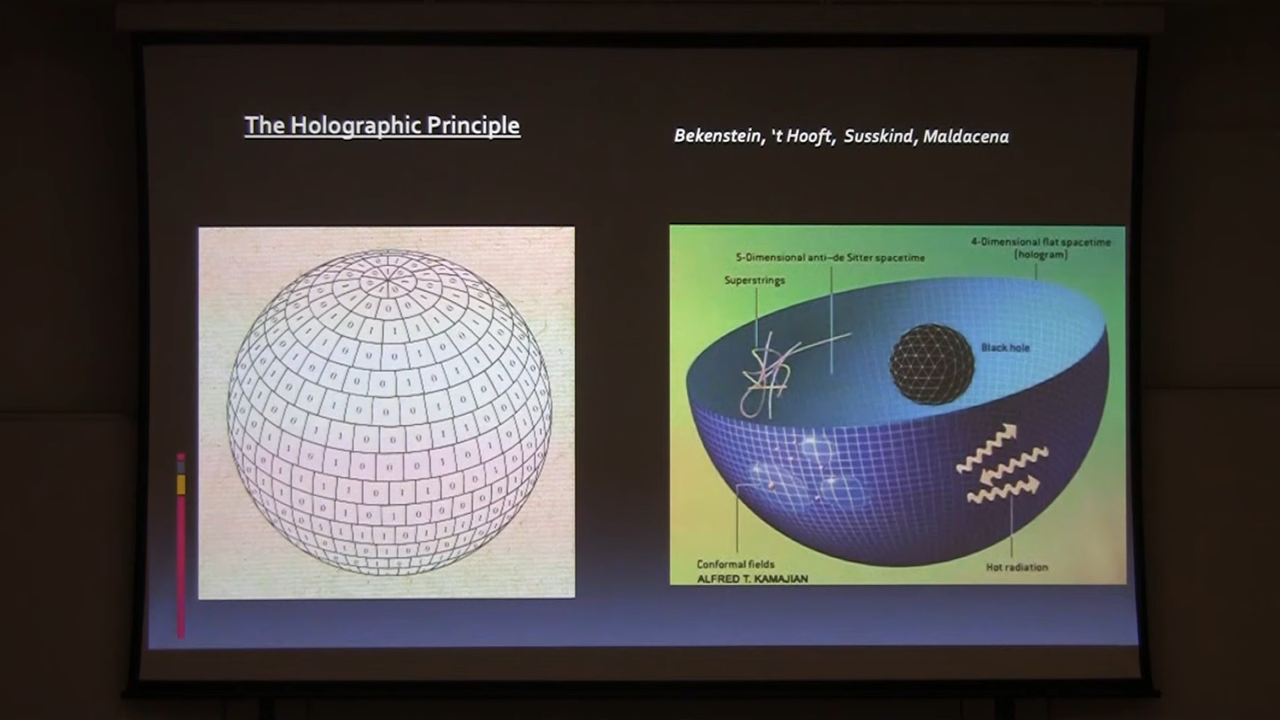 The Holographic Principle
Bekenstein, 't Hooft, Susskind, Maldacena
4-Dimensional flat spacetime
(hologram)
5-Dimensional anti-de Sitter spacetime
Superstrings
Black hole
Conformal fields
ALFRED T. KAMAJIAN
Hot radiation